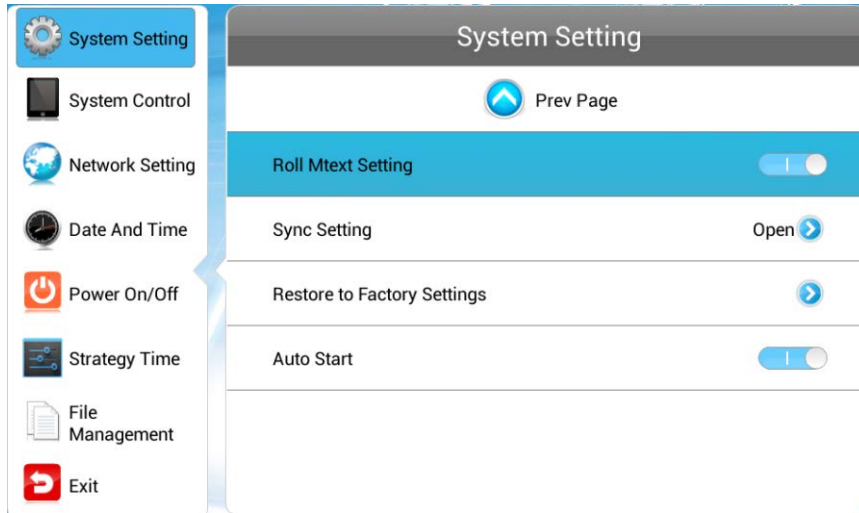 System Setting
System Control
Network Setting
Date And Time
Power On/Off
Strategy Time
File
Management
Exit
System Setting
Prev Page
Roll Mtext Setting
Sync Setting
Open
Restore to Factory Settings
Auto Start